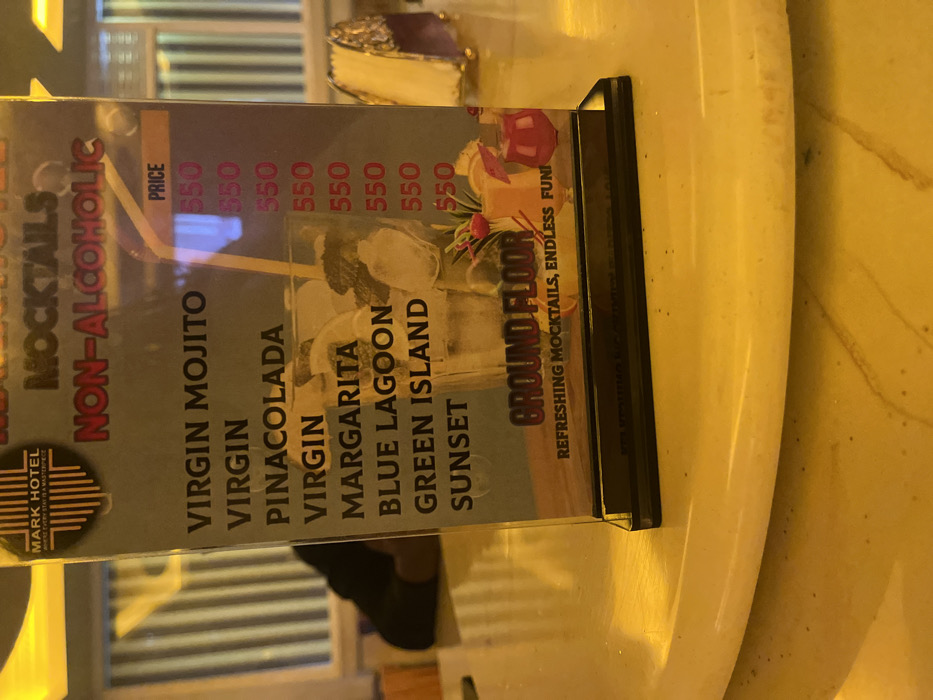 MARK HOTEL
MOCKTAILS
NON-ALCOHOLIC
PRICE
VIRGIN MOJITO 550
VIRGIN 550
PINACOLADA 550
VIRGIN 550
MARGARITA 550
BLUE LAGOON 550
GREEN ISLAND 550
SUNSET 550
GROUND FLOOR
REFRESHING MOCKTAILS, ENDLESS FUN!